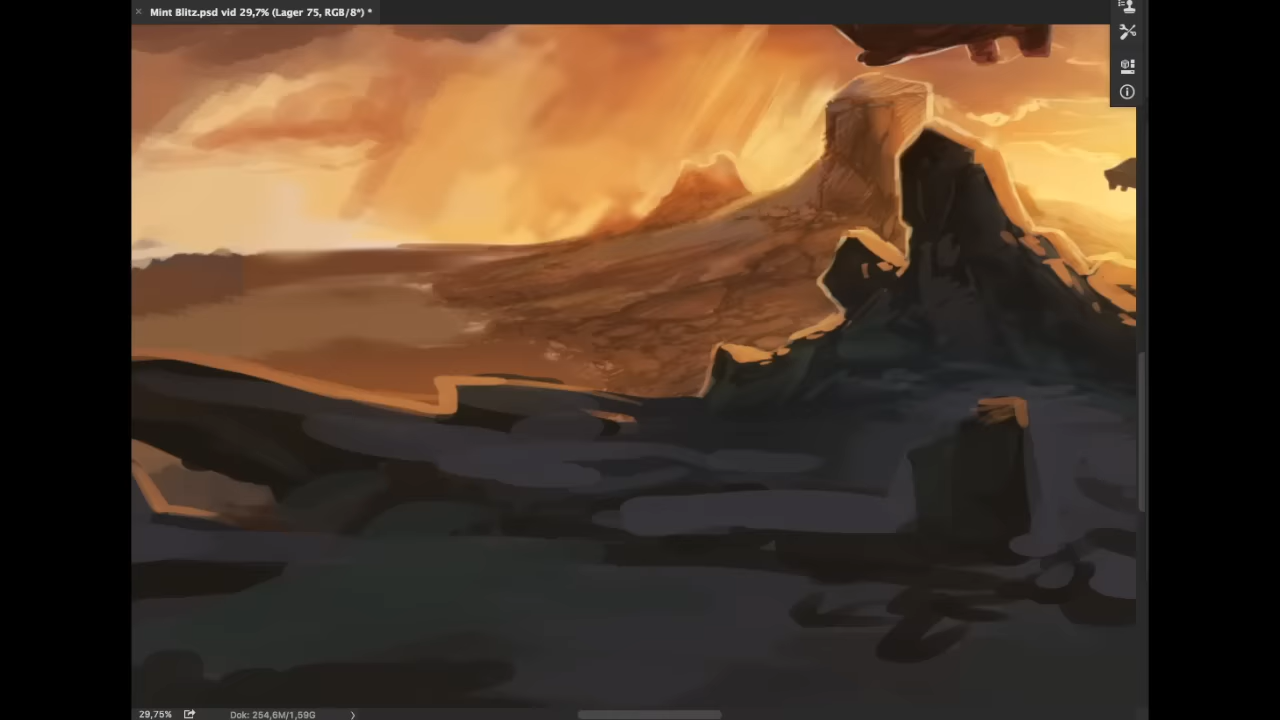 × Mint Blitz.psd vid 29,7% (Lager 75, RGB/8*) *
29,75% Dok: 254,6M/1,59G